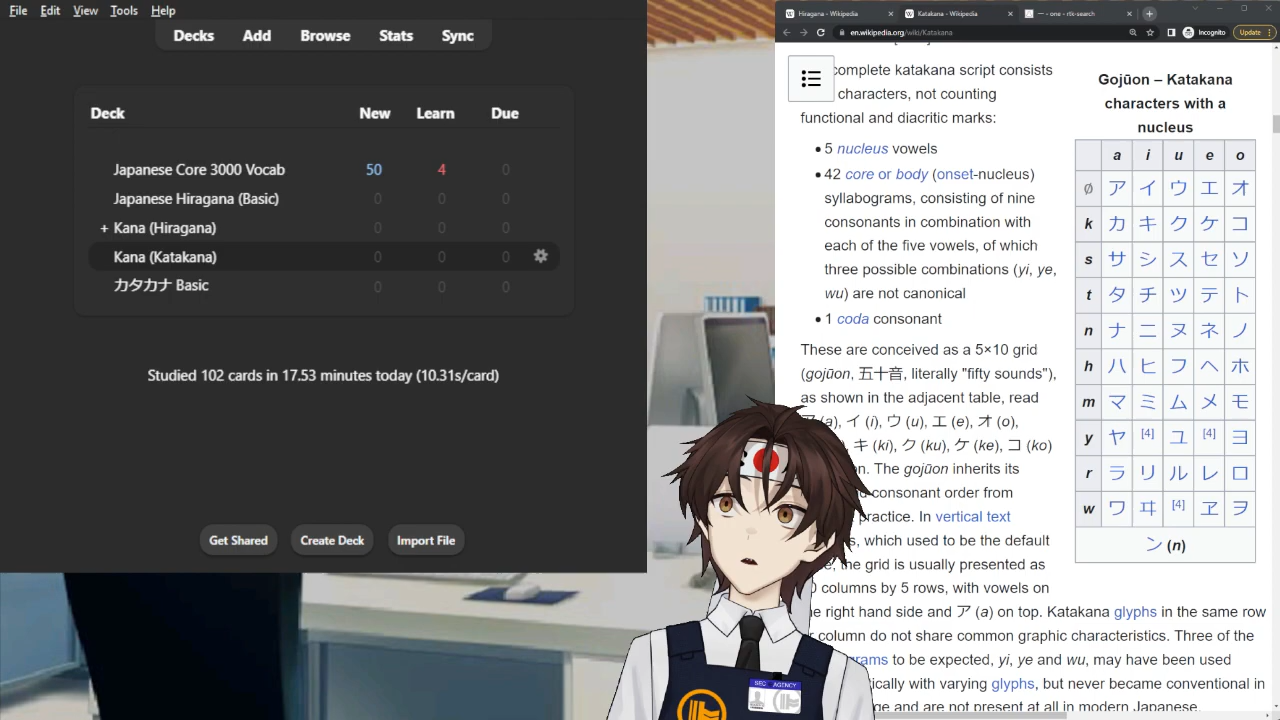 File Edit View Tools Help
Decks Add Browse Stats Sync
Deck New Learn Due
Japanese Core 3000 Vocab 50 4 0
Japanese Hiragana (Basic) 0 0 0
+ Kana (Hiragana) 0 0 0
Kana (Katakana) 0 0 0
カタカナ Basic 0 0 0
Studied 102 cards in 17.53 minutes today (10.31s/card)
Get Shared Create Deck Import File
Hiragana - Wikipedia × Katakana - Wikipedia × 一 - one - rtk-search × +
en.wikipedia.org/wiki/Katakana Incognito Update
complete katakana script consists
characters, not counting
functional and diacritic marks:
• 5 nucleus vowels
• 42 core or body (onset-nucleus)
syllabograms, consisting of nine
consonants in combination with
each of the five vowels, of which
three possible combinations (yi, ye,
wu) are not canonical
• 1 coda consonant
These are conceived as a 5×10 grid
(gojūon, 五十音, literally "fifty sounds"),
as shown in the adjacent table, read
(a), イ (i), ウ (u), エ (e), オ (o),
キ (ki), ク (ku), ケ (ke), コ (ko)
on. The gojūon inherits its
consonant order from
practice. In vertical text
which used to be the default
the grid is usually presented as
columns by 5 rows, with vowels on
right hand side and ア (a) on top. Katakana glyphs in the same row
column do not share common graphic characteristics. Three of the
to be expected, yi, ye and wu, may have been used
with varying glyphs, but never became conventional in
and are not present at all in modern Japanese.
Gojūon – Katakana
characters with a
nucleus
a i u e o
∅ ア イ ウ エ オ
k カ キ ク ケ コ
s サ シ ス セ ソ
t タ チ ツ テ ト
n ナ ニ ヌ ネ ノ
h ハ ヒ フ ヘ ホ
m マ ミ ム メ モ
y ヤ [4] ユ [4] ヨ
r ラ リ ル レ ロ
w ワ ヰ [4] ヱ ヲ
ン (n)
SEC AGENCY